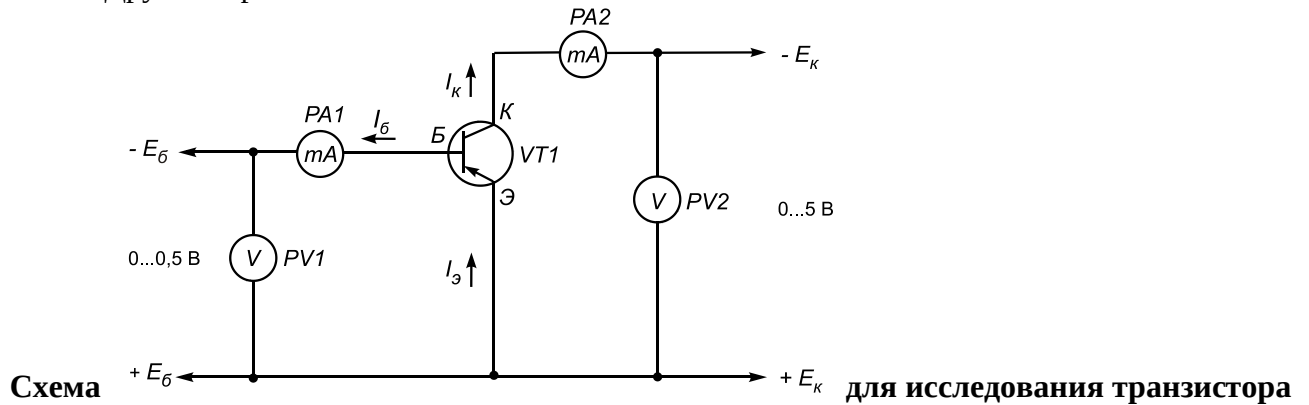 PA2
mA
- Eк
Iк
К
PA1
Iб
Б
- Eб
mA
VT1
Э
V
PV2
0...5 В
0...0,5 В
V
PV1
Iэ
Схема
+ Eб
+ Eк
для исследования транзистора